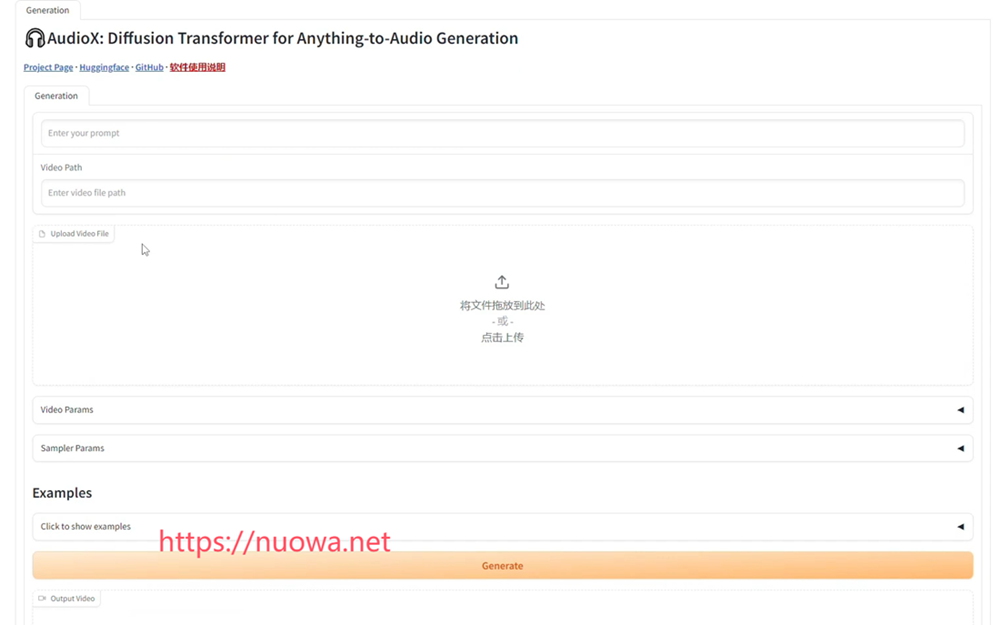 Generation
AudioX: Diffusion Transformer for Anything-to-Audio Generation
Project Page · Huggingface · GitHub · 软件使用说明
Generation
Enter your prompt
Video Path
Enter video file path
Upload Video File
将文件拖放到此处
- 或 -
点击上传
Video Params
Sampler Params
Examples
Click to show examples
https://nuowa.net
Generate
Output Video